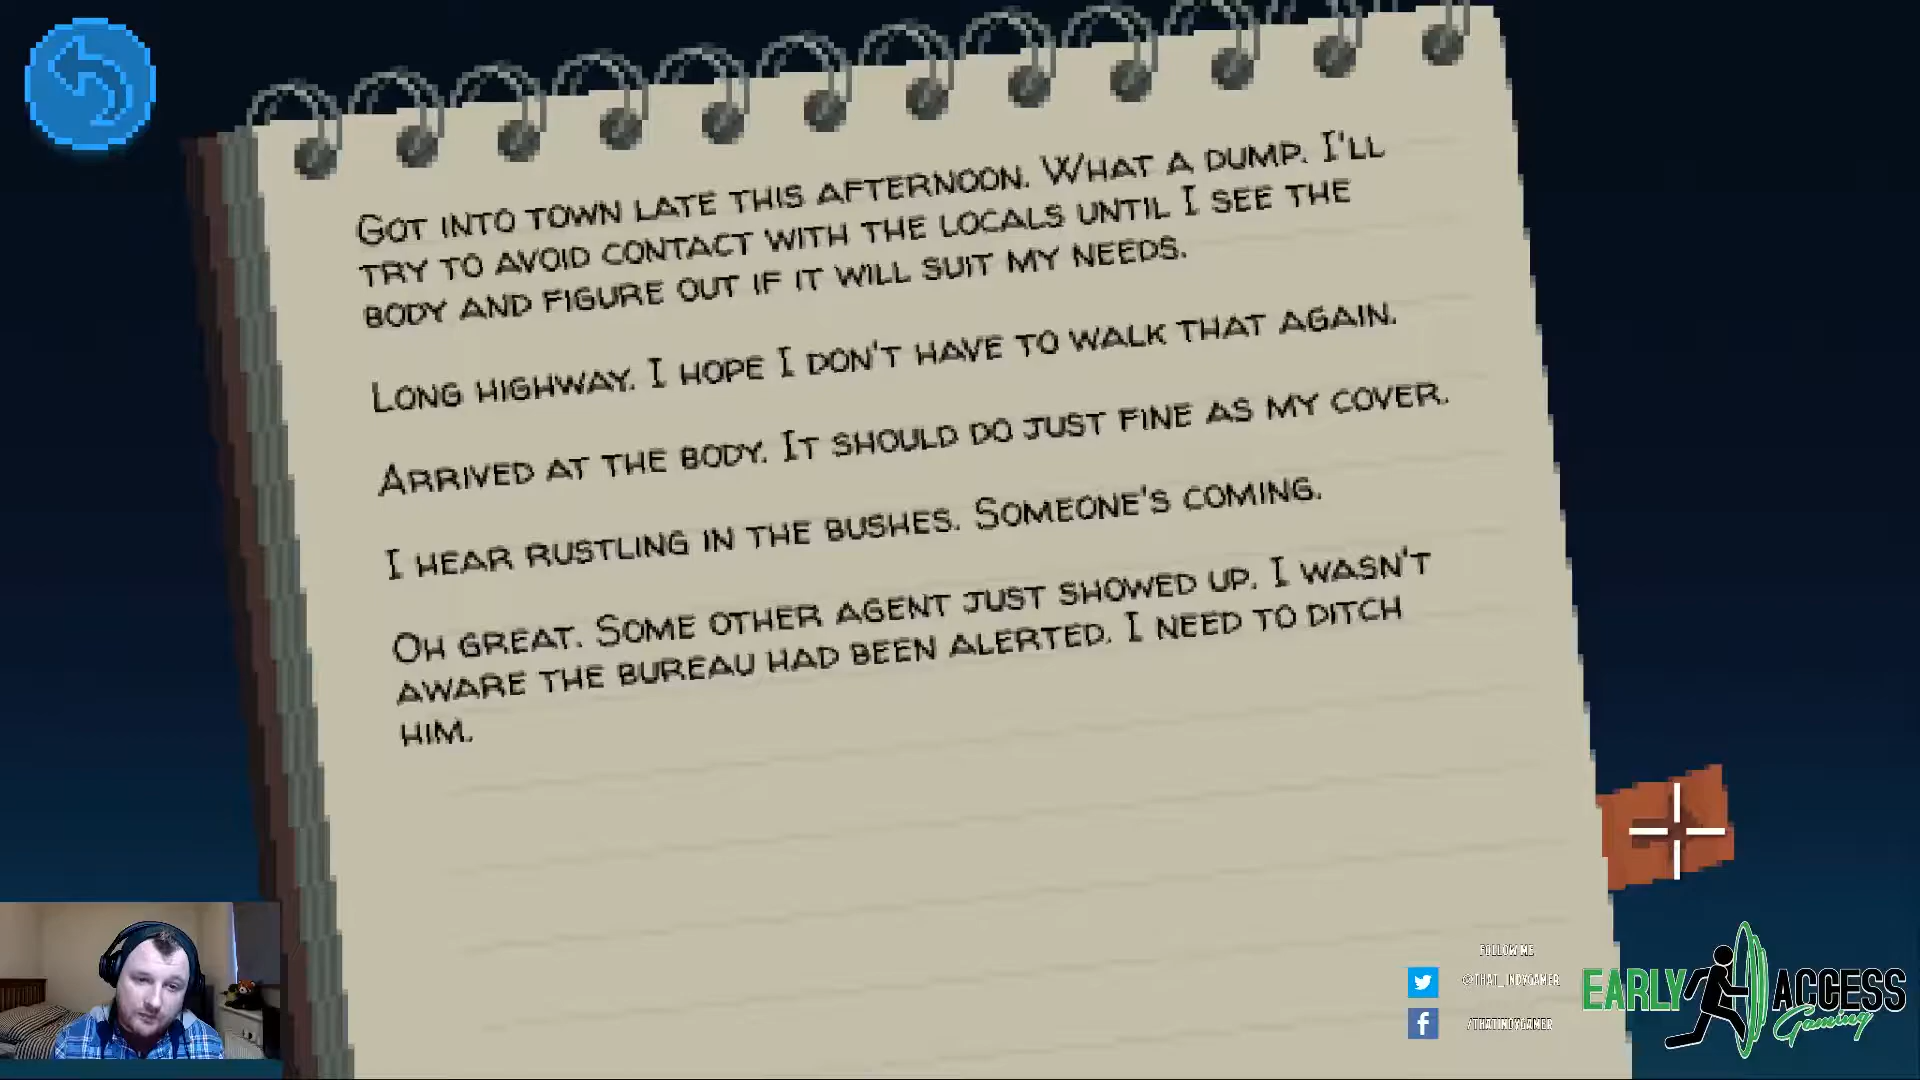 Got into town late this afternoon. What a dump. I'll
try to avoid contact with the locals until I see the
body and figure out if it will suit my needs.
Long highway. I hope I don't have to walk that again.
Arrived at the body. It should do just fine as my cover.
I hear rustling in the bushes. Someone's coming.
Oh great. Some other agent just showed up. I wasn't
aware the bureau had been alerted. I need to ditch
him.
FOLLOW ME
@THAT_INDYGAMER
/THATINDYGAMER
EARLY ACCESS
Gaming